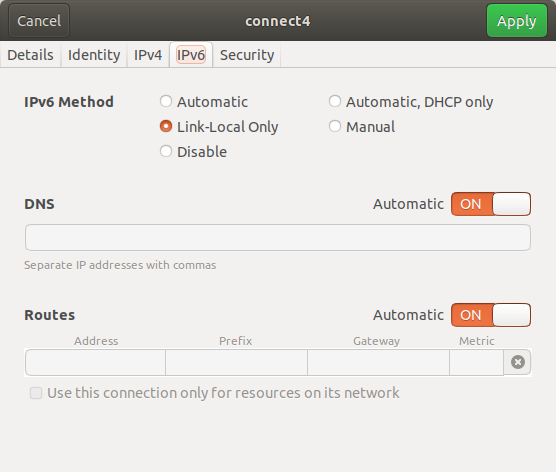 Cancel connect4 Apply
Details Identity IPv4 IPv6 Security
IPv6 Method Automatic Automatic, DHCP only
Link-Local Only Manual
Disable
DNS Automatic ON
Separate IP addresses with commas
Routes Automatic ON
Address Prefix Gateway Metric
Use this connection only for resources on its network